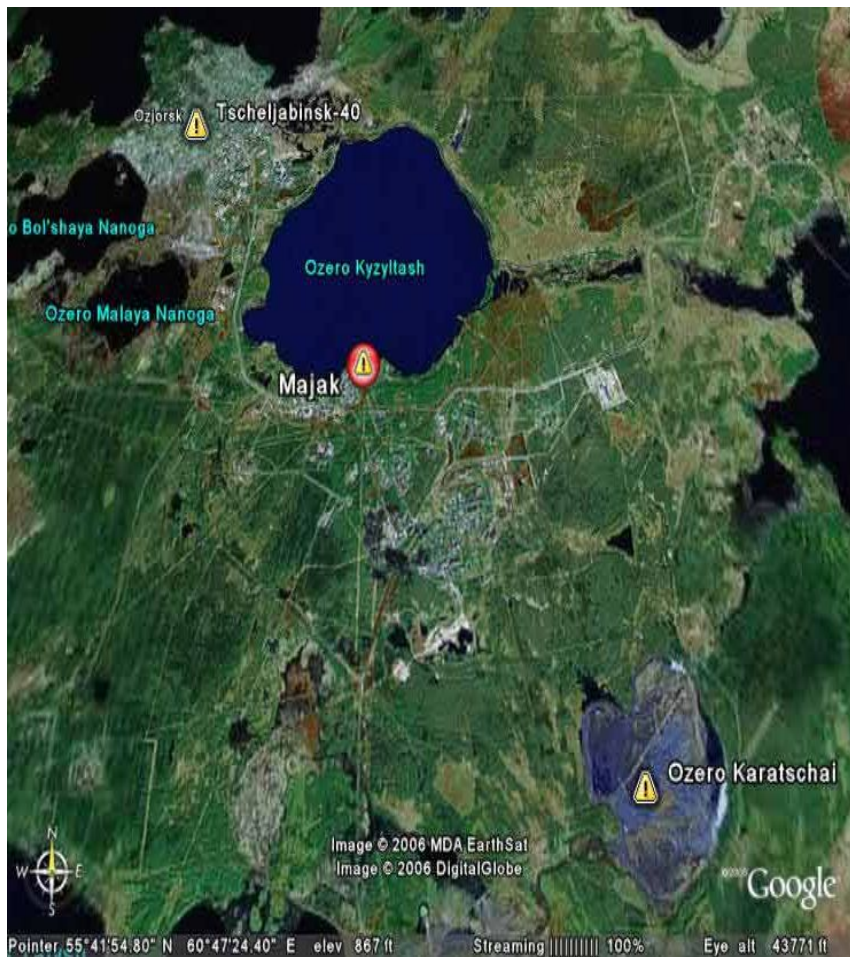 Ozjorsk
Tscheljabinsk-40
o Bol'shaya Nanoga
Ozero Kyzyltash
Ozero Malaya Nanoga
Majak
Ozero Karatschai
N
W E
S
Image © 2006 MDA EarthSat
Image © 2006 DigitalGlobe
Google
Pointer 55°41'54.80" N 60°47'24.40" E elev 867 ft Streaming |||||||||| 100% Eye alt 43771 ft